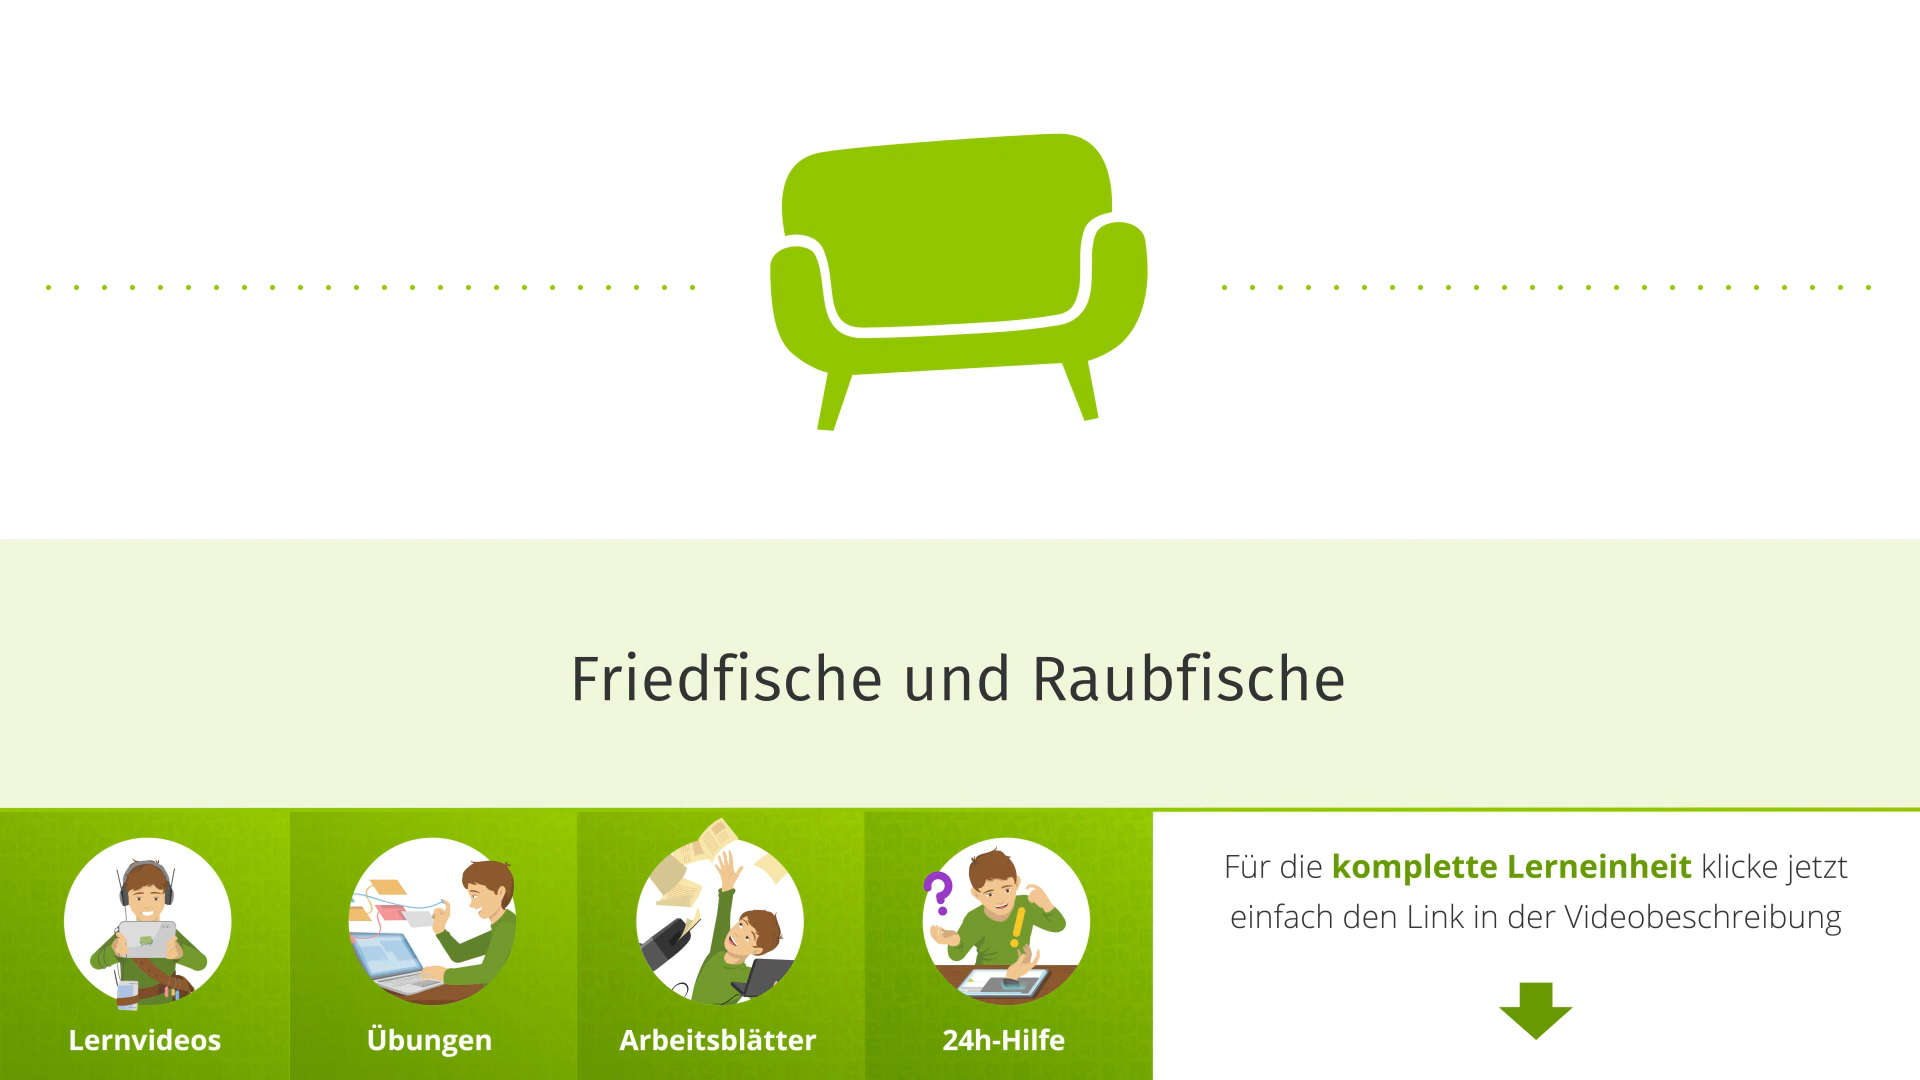 Friedfische und Raubfische
Für die komplette Lerneinheit klicke jetzt
einfach den Link in der Videobeschreibung
Lernvideos
Übungen
Arbeitsblätter
24h-Hilfe